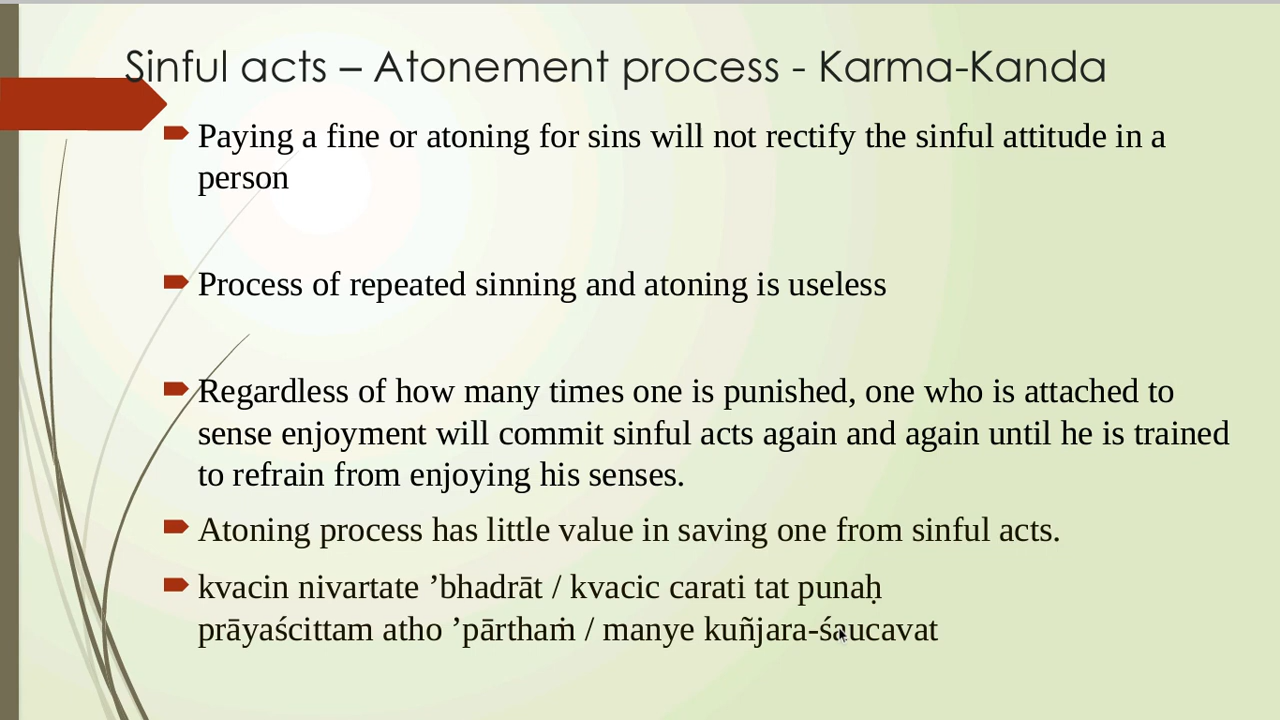 Sinful acts – Atonement process - Karma-Kanda
Paying a fine or atoning for sins will not rectify the sinful attitude in a
person
Process of repeated sinning and atoning is useless
Regardless of how many times one is punished, one who is attached to
sense enjoyment will commit sinful acts again and again until he is trained
to refrain from enjoying his senses.
Atoning process has little value in saving one from sinful acts.
kvacin nivartate ’bhadrāt / kvacic carati tat punaḥ
prāyaścittam atho ’pārthaṁ / manye kuñjara-śaucavat